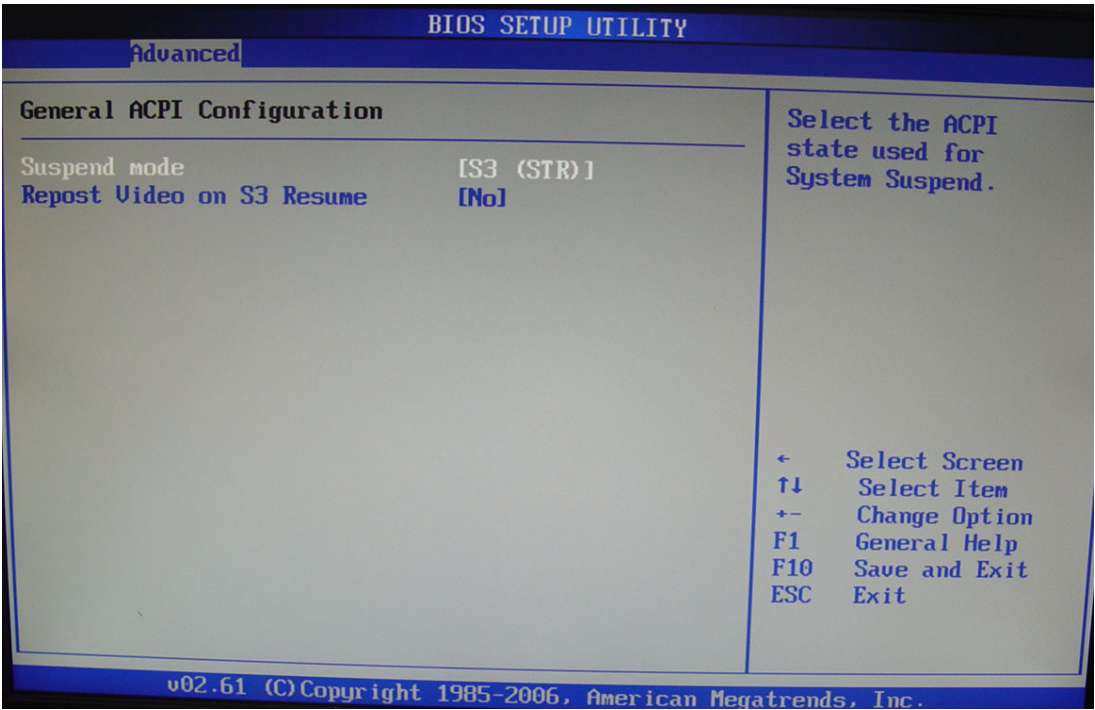 BIOS SETUP UTILITY
Advanced
General ACPI Configuration
Suspend mode [S3 (STR)]
Repost Video on S3 Resume [No]
Select the ACPI
state used for
System Suspend.
← Select Screen
↑↓ Select Item
+- Change Option
F1 General Help
F10 Save and Exit
ESC Exit
v02.61 (C)Copyright 1985-2006, American Megatrends, Inc.